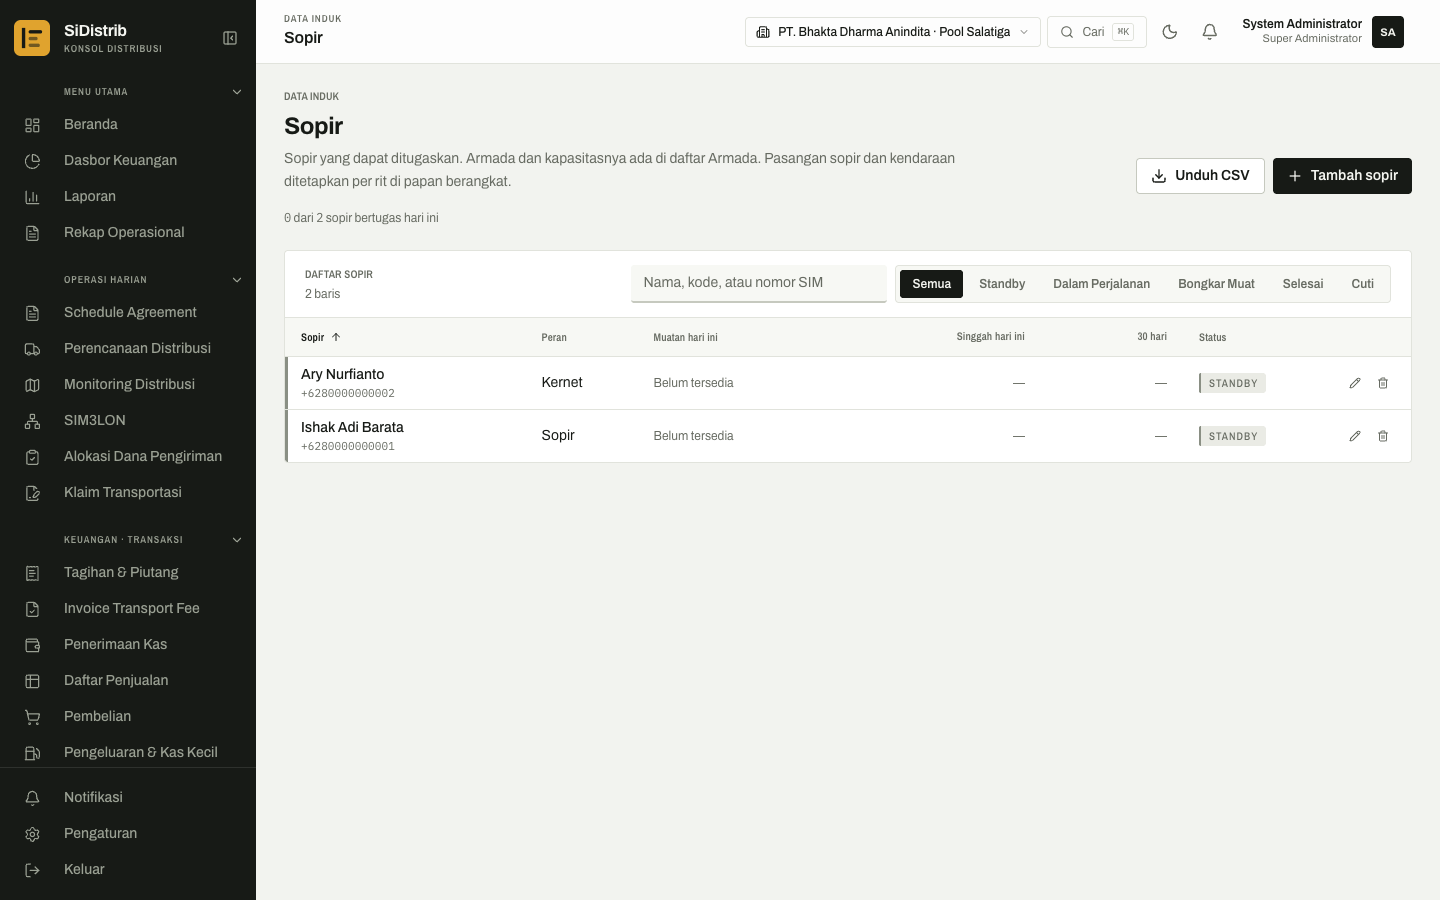 SiDistrib
KONSOL DISTRIBUSI
MENU UTAMA
Beranda
Dasbor Keuangan
Laporan
Rekap Operasional
OPERASI HARIAN
Schedule Agreement
Perencanaan Distribusi
Monitoring Distribusi
SIM3LON
Alokasi Dana Pengiriman
Klaim Transportasi
KEUANGAN · TRANSAKSI
Tagihan & Piutang
Invoice Transport Fee
Penerimaan Kas
Daftar Penjualan
Pembelian
Pengeluaran & Kas Kecil
Notifikasi
Pengaturan
Keluar
DATA INDUK
Sopir
PT. Bhakta Dharma Anindita · Pool Salatiga
Cari ⌘K
System Administrator
Super Administrator
SA
DATA INDUK
Sopir
Sopir yang dapat ditugaskan. Armada dan kapasitasnya ada di daftar Armada. Pasangan sopir dan kendaraan
ditetapkan per rit di papan berangkat.
0 dari 2 sopir bertugas hari ini
Unduh CSV
Tambah sopir
DAFTAR SOPIR
2 baris
Nama, kode, atau nomor SIM
Semua Standby Dalam Perjalanan Bongkar Muat Selesai Cuti
Sopir Peran Muatan hari ini Singgah hari ini 30 hari Status
Ary Nurfianto
+6280000000002
Kernet Belum tersedia — — STANDBY
Ishak Adi Barata
+6280000000001
Sopir Belum tersedia — — STANDBY